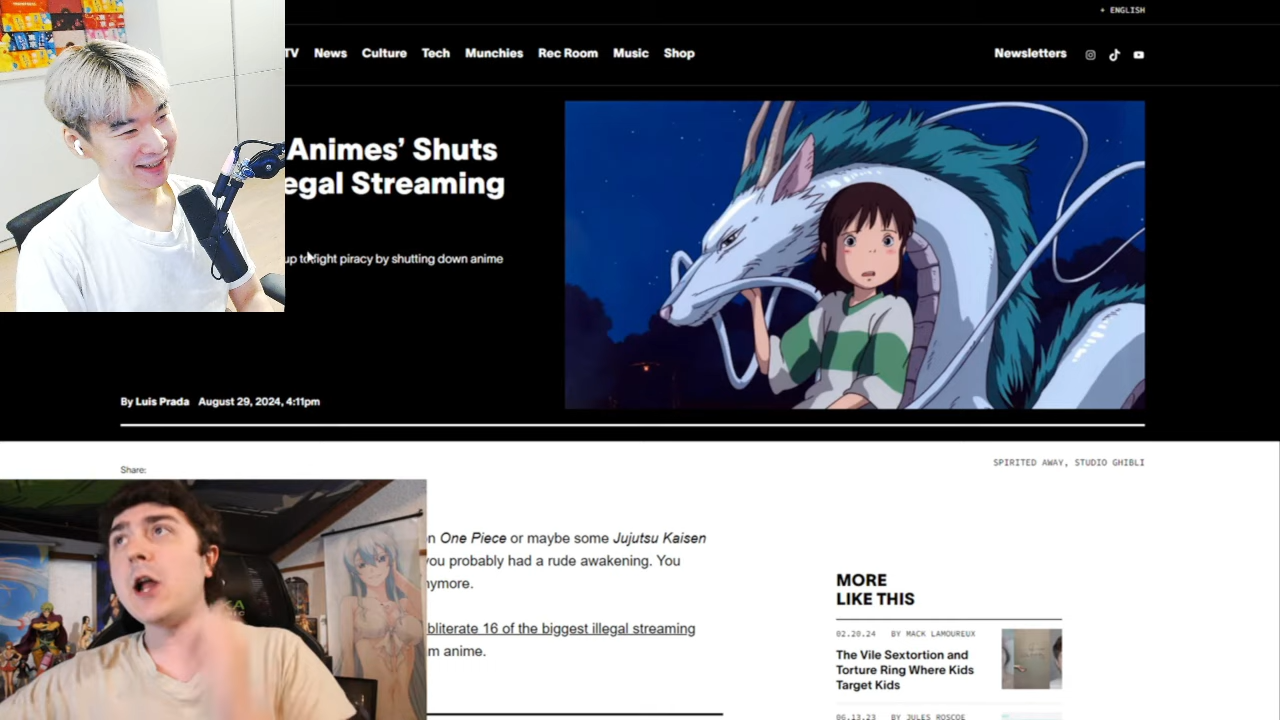 + ENGLISH
TV News Culture Tech Munchies Rec Room Music Shop
Newsletters
Animes’ Shuts
egal Streaming
up to fight piracy by shutting down anime
By Luis Prada August 29, 2024, 4:11pm
SPIRITED AWAY, STUDIO GHIBLI
Share:
n One Piece or maybe some Jujutsu Kaisen
you probably had a rude awakening. You
nymore.
bliterate 16 of the biggest illegal streaming
m anime.
MORE
LIKE THIS
02.20.24 BY MACK LAMOUREUX
The Vile Sextortion and
Torture Ring Where Kids
Target Kids
06.13.23 BY JULES ROSCOE